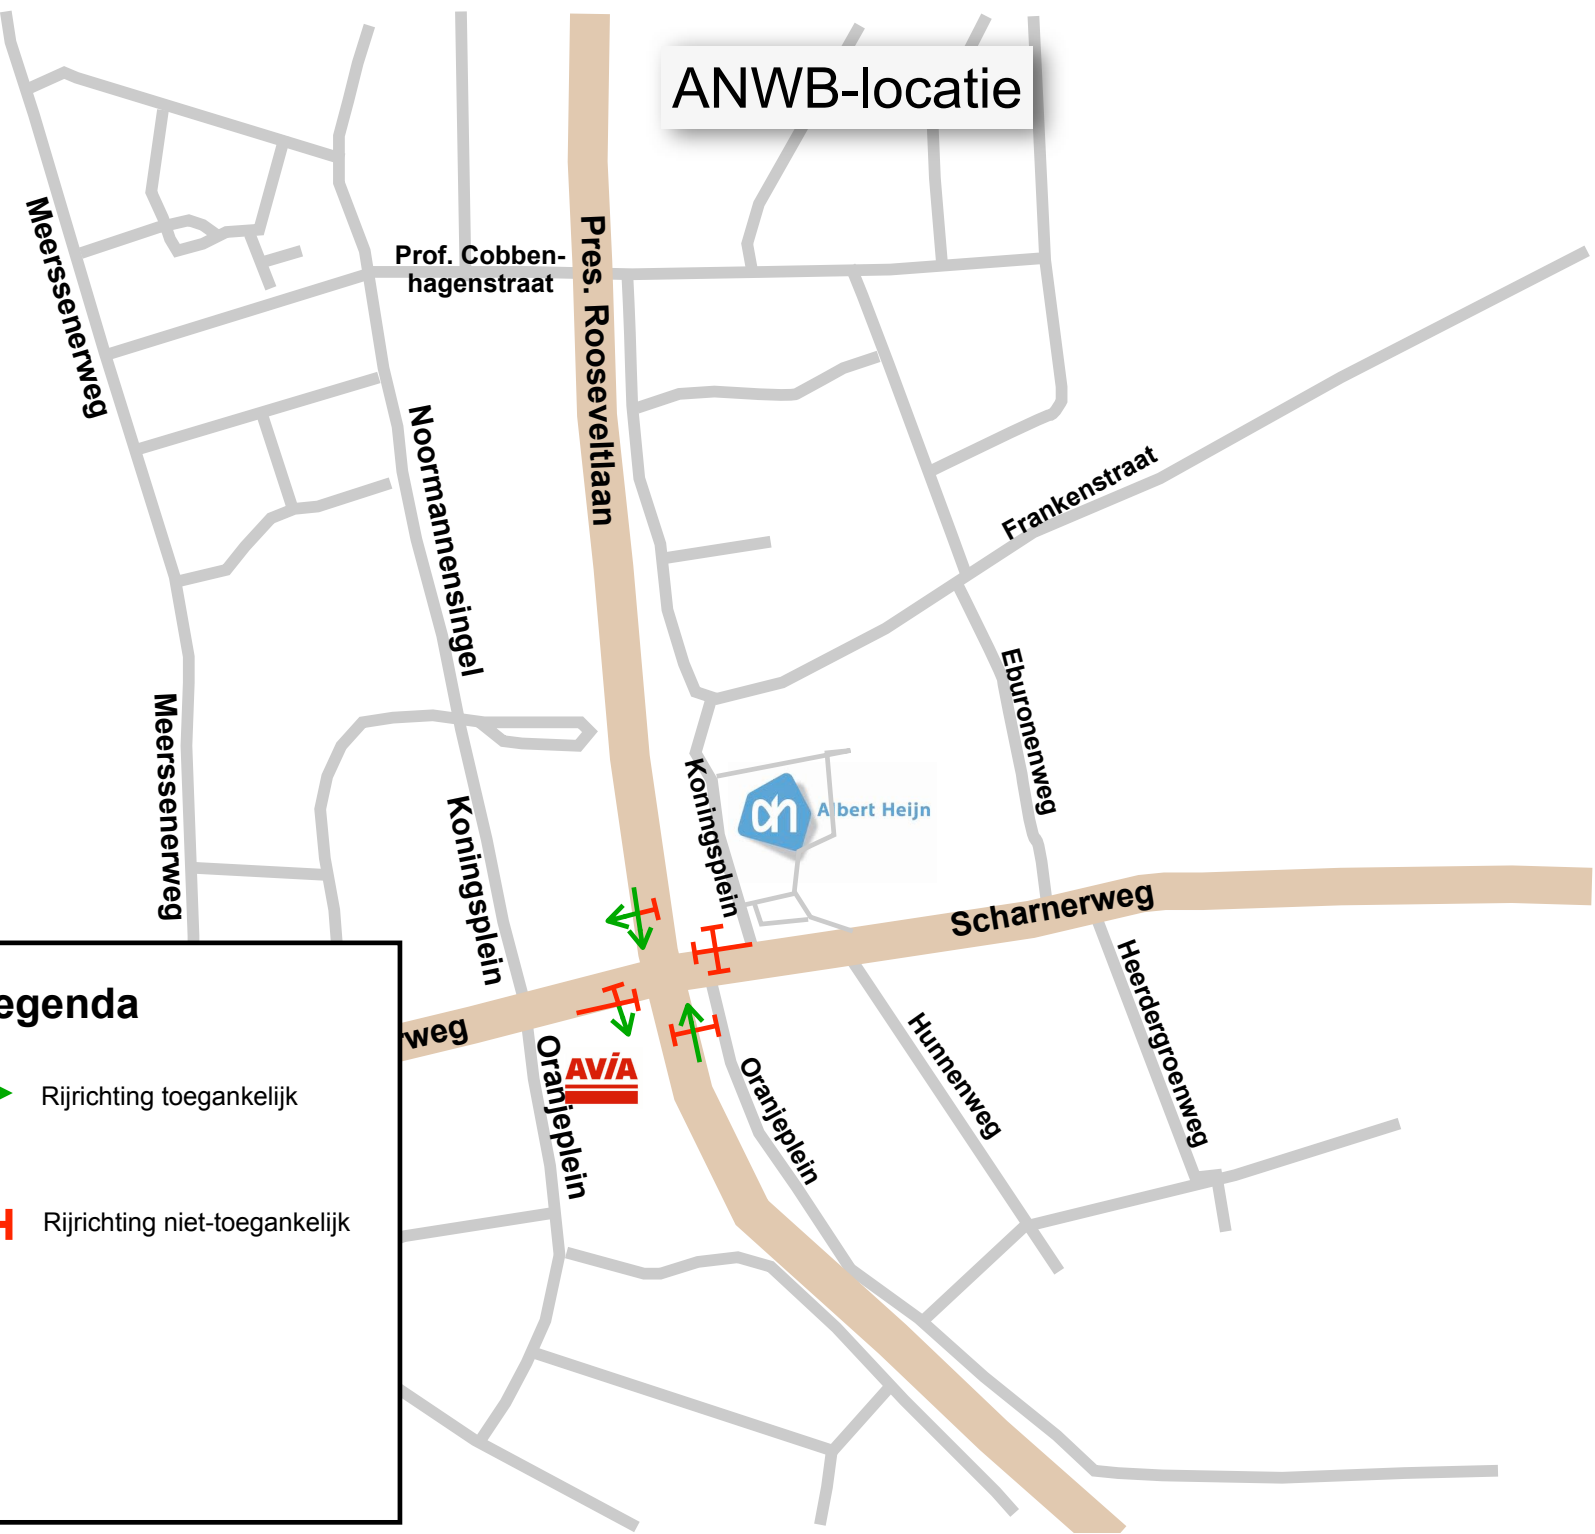 ANWB-locatie
Meerssenerweg
Prof. Cobben-
hagenstraat
Pres. Rooseveltlaan
Noormannensingel
Frankenstraat
Eburonenweg
Meerssenerweg
Koningsplein
Koningsplein
Albert Heijn
Scharnerweg
rweg
Oranjeplein
AVIA
Oranjeplein
Hunnenweg
Heerdergroenweg
egenda
Rijrichting toegankelijk
Rijrichting niet-toegankelijk